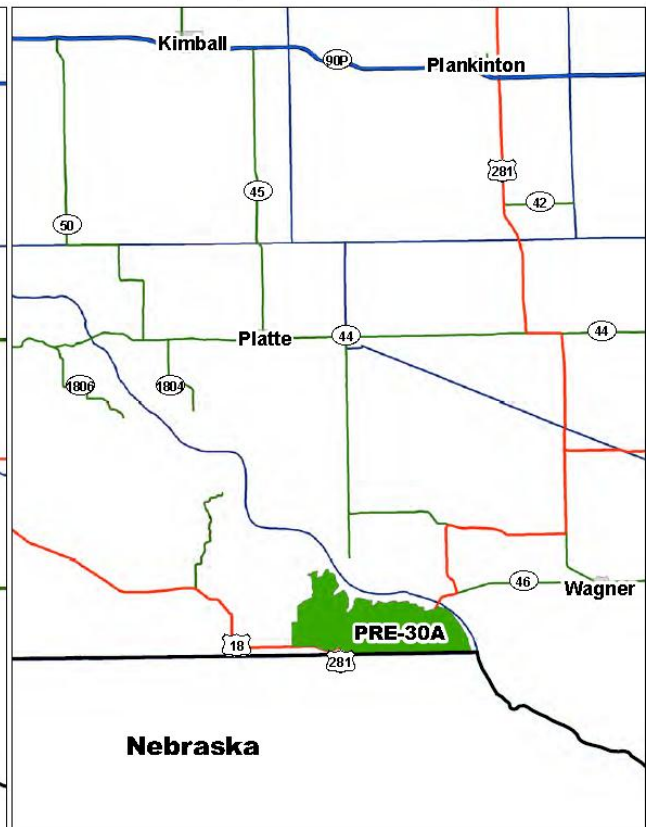 Kimball
90P
Plankinton
281
45
42
50
Platte
44
44
1806
1804
46
Wagner
PRE-30A
18
281
Nebraska